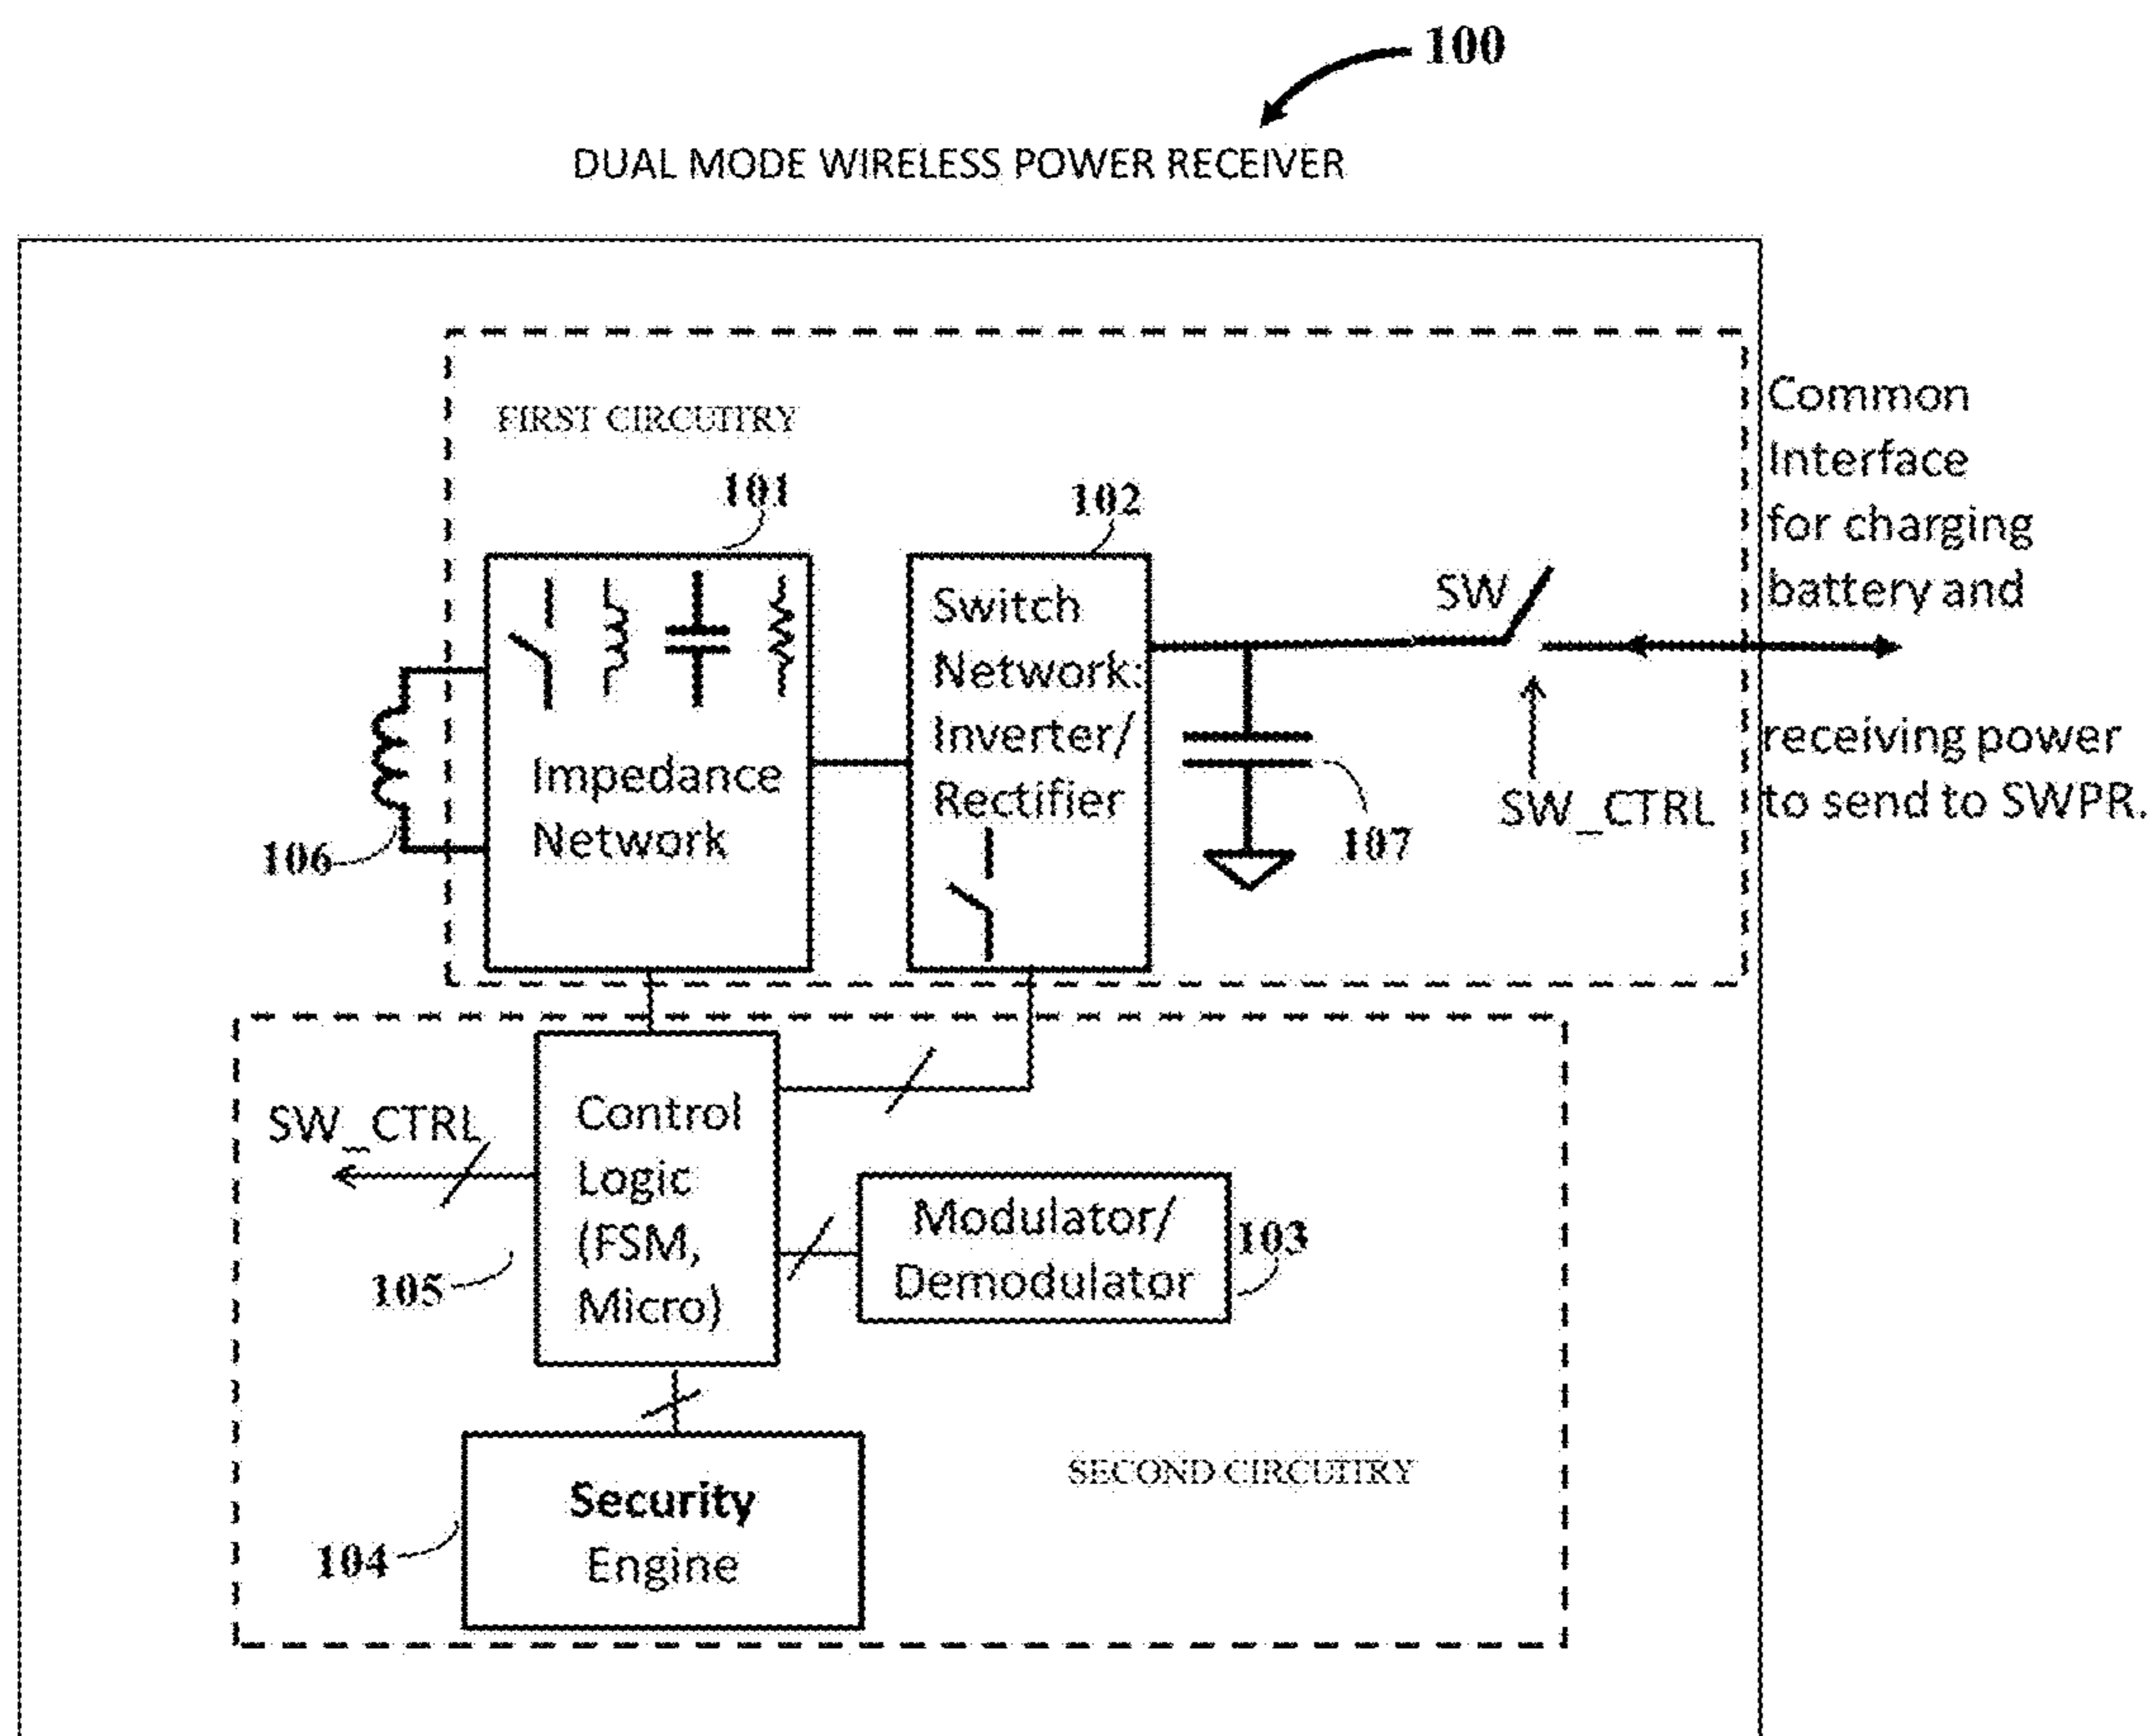 100
DUAL MODE WIRELESS POWER RECEIVER
FIRST CIRCUITRY
101
102
Impedance
Network
Switch
Network:
Inverter/
Rectifier
SW
SW_CTRL
106
107
Common
Interface
for charging
battery and
receiving power
to send to SWPR.
SW_CTRL
105
Control
Logic
(FSM,
Micro)
Modulator/
Demodulator
103
Security
Engine
104
SECOND CIRCUITRY